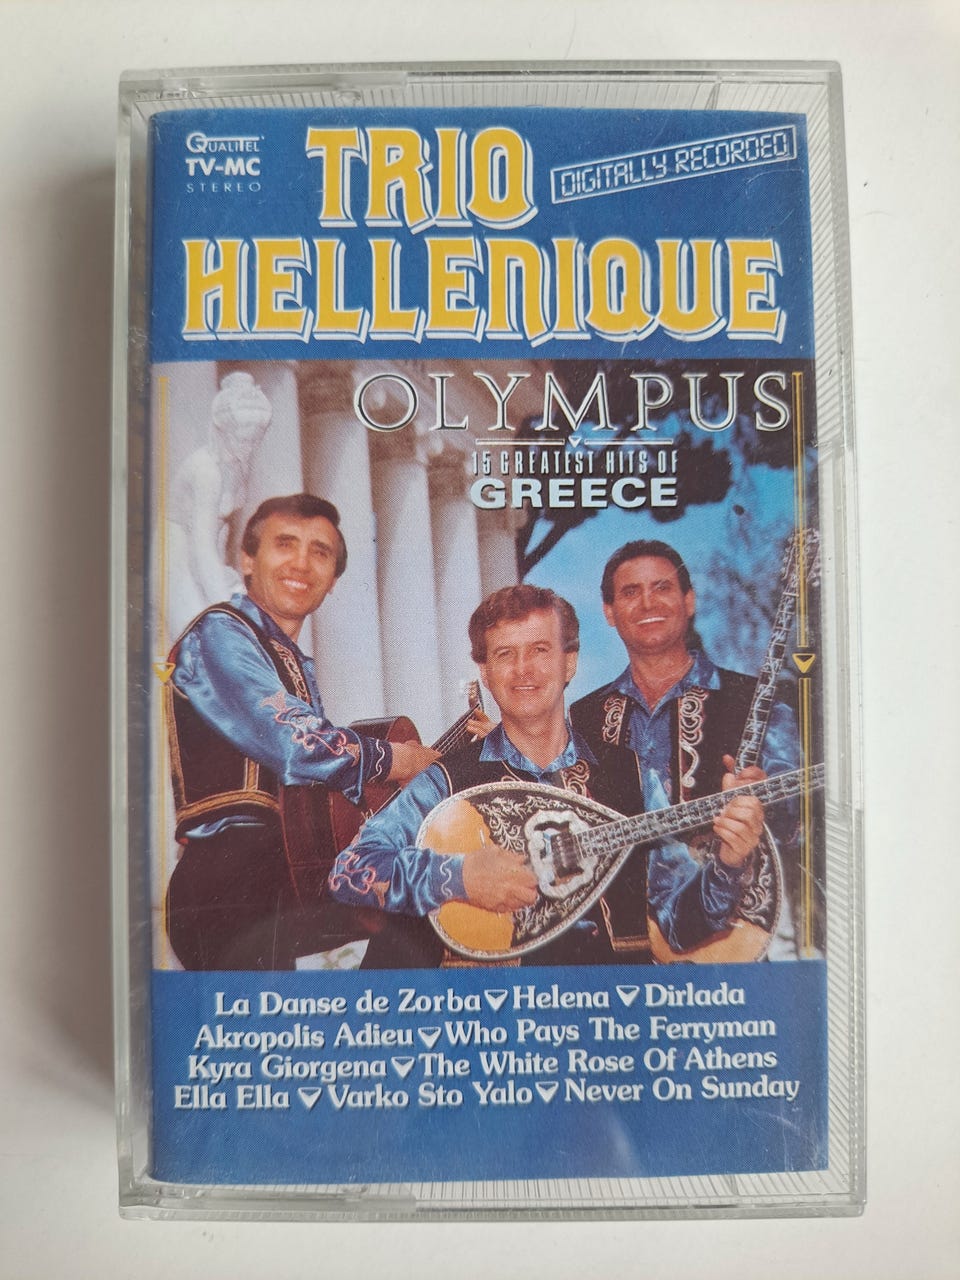 QUALITEL
TV-MC
STEREO
TRIO
DIGITALLY RECORDED
HELLENIQUE
OLYMPUS
15 GREATEST HITS OF
GREECE
La Danse de Zorba Helena Dirlada
Akropolis Adieu Who Pays The Ferryman
Kyra Giorgena The White Rose Of Athens
Ella Ella Varko Sto Yalo Never On Sunday